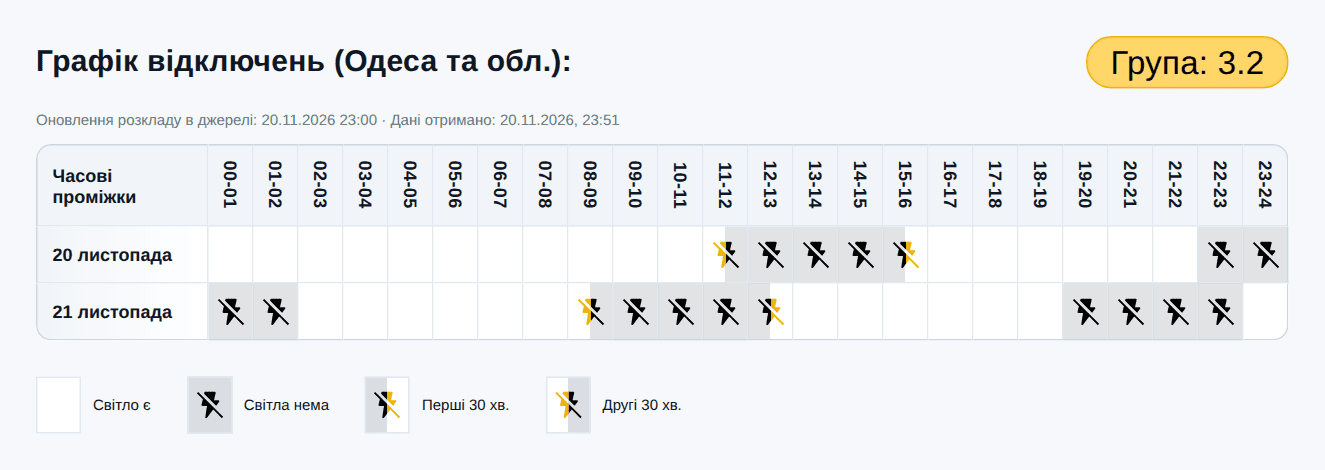 Графік відключень (Одеса та обл.):
Група: 3.2
Оновлення розкладу в джерелі: 20.11.2026 23:00 · Дані отримано: 20.11.2026, 23:51
Часові
проміжки
00-01
01-02
02-03
03-04
04-05
05-06
06-07
07-08
08-09
09-10
10-11
11-12
12-13
13-14
14-15
15-16
16-17
17-18
18-19
19-20
20-21
21-22
22-23
23-24
20 листопада
21 листопада
Світло є
Світла нема
Перші 30 хв.
Другі 30 хв.